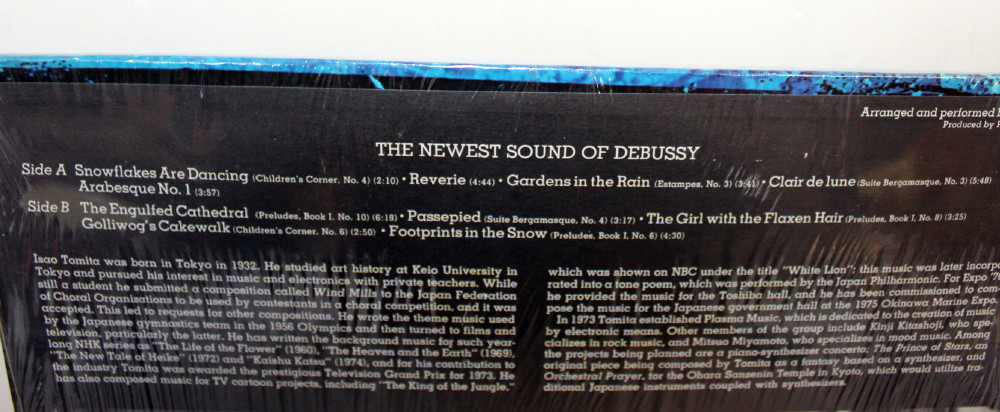 Arranged and performed
Produced by
THE NEWEST SOUND OF DEBUSSY
Side A Snowflakes Are Dancing (Children's Corner, No. 4) (2:10) • Reverie (4:44) • Gardens in the Rain (Estampes, No. 3) (3:41) • Clair de lune (Suite Bergamasque, No. 3) (5:48)
Arabesque No. 1 (3:57)
Side B The Engulfed Cathedral (Preludes, Book I, No. 10) (6:18) • Passepied (Suite Bergamasque, No. 4) (3:17) • The Girl with the Flaxen Hair (Preludes, Book I, No. 8) (3:25)
Golliwog's Cakewalk (Children's Corner, No. 6) (2:50) • Footprints in the Snow (Preludes, Book I, No. 6) (4:30)
Isao Tomita was born in Tokyo in 1932. He studied art history at Keio University in
Tokyo and pursued his interest in music and electronics with private teachers. While
still a student he submitted a composition called Wind Mills to the Japan Federation
of Choral Organizations to be used by contestants in a choral competition, and it was
accepted. This led to requests for other compositions. He wrote the theme music used
by the Japanese gymnastics team in the 1956 Olympics and then turned to films and
television, particularly the latter. He has written the background music for such year-
long NHK series as "The Life of the Flower" (1960), "The Heaven and the Earth" (1969),
"The New Tale of Heike" (1972) and "Kaishu Katsu" (1974), and for his contribution to
the industry Tomita was awarded the prestigious Television Grand Prix for 1973. He
has also composed music for TV cartoon projects, including "The King of the Jungle,"
which was shown on NBC under the title "White Lion"; this music was later incorpo
rated into a tone poem, which was performed by the Japan Philharmonic. For Expo '70
he provided the music for the Toshiba hall, and he has been commissioned to com-
pose the music for the Japanese government hall at the 1975 Okinawa Marine Expo.
In 1973 Tomita established Plasma Music, which is dedicated to the creation of music
by electronic means. Other members of the group include Kinji Kitashoji, who spe-
cializes in rock music, and Mitsuo Miyamoto, who specializes in mood music. Among
the projects being planned are a piano-synthesizer concerto; The Prince of Stars, an
original piece being composed by Tomita as a fantasy based on a synthesizer, and
Orchestral Prayer, for the Ohara Sanzenin Temple in Kyoto, which would utilize tra-
ditional Japanese instruments coupled with synthesizers.